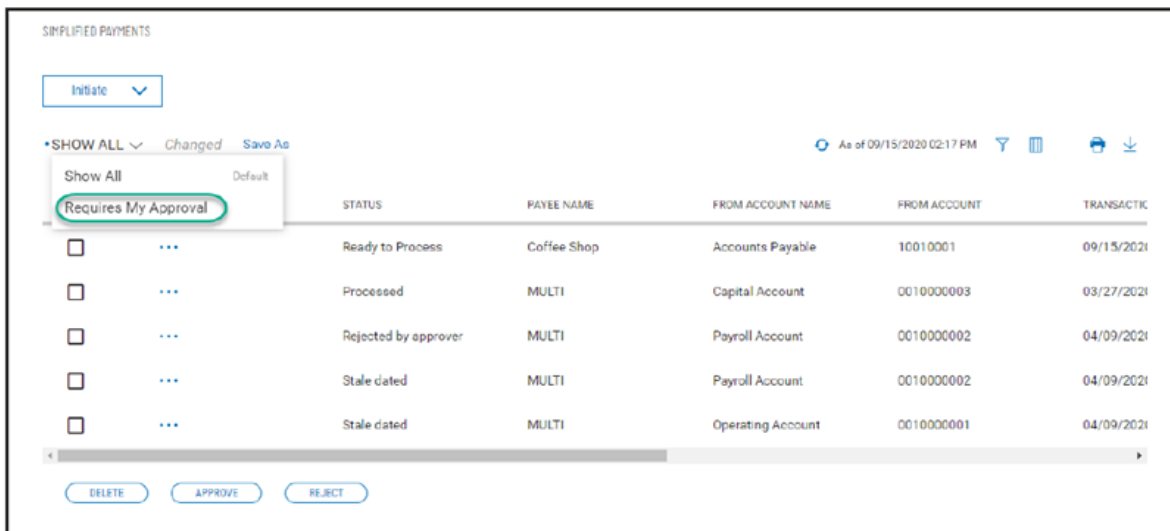 SIMPLIFIED PAYMENTS
Initiate
•SHOW ALL Changed Save As As of 09/15/2020 02:17 PM
Show All Default
Requires My Approval
STATUS PAYEE NAME FROM ACCOUNT NAME FROM ACCOUNT TRANSACTIO
... Ready to Process Coffee Shop Accounts Payable 10010001 09/15/202
... Processed MULTI Capital Account 0010000003 03/27/202
... Rejected by approver MULTI Payroll Account 0010000002 04/09/202
... Stale dated MULTI Payroll Account 0010000002 04/09/202
... Stale dated MULTI Operating Account 0010000001 04/09/202
DELETE APPROVE REJECT